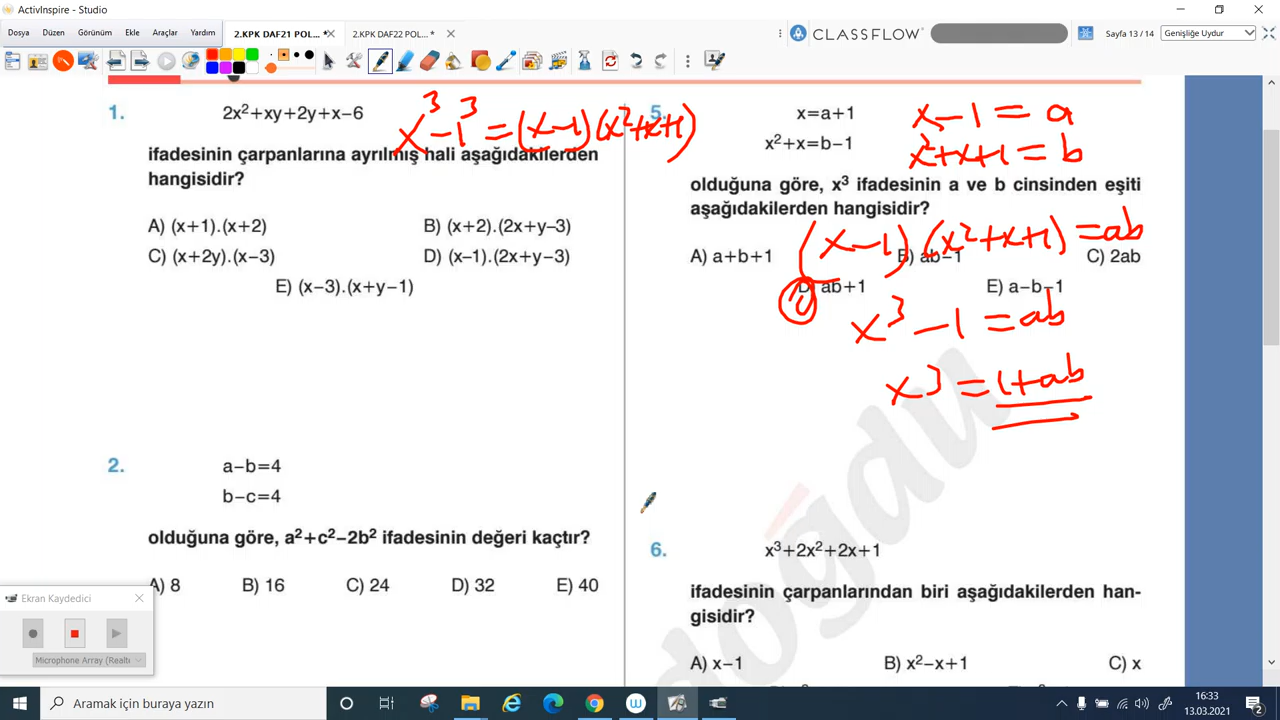 ActivInspire - Studio
Dosya Düzen Görünüm Ekle Araçlar Yardım
2.KPK DAF21 POL...*
2.KPK DAF22 POL...*
CLASSFLOW
Sayfa 13 / 14
Genişliğe Uydur
1.
2x²+xy+2y+x−6
x³−1³=(x−1)(x²+x+1)
ifadesinin çarpanlarına ayrılmış hali aşağıdakilerden
hangisidir?
A) (x+1).(x+2)
B) (x+2).(2x+y−3)
C) (x+2y).(x−3)
D) (x−1).(2x+y−3)
E) (x−3).(x+y−1)
2.
a−b=4
b−c=4
olduğuna göre, a²+c²−2b² ifadesinin değeri kaçtır?
A) 8
B) 16
C) 24
D) 32
E) 40
5.
x=a+1
x²+x=b−1
x−1=a
x²+x+1=b
olduğuna göre, x³ ifadesinin a ve b cinsinden eşiti
aşağıdakilerden hangisidir?
(x−1)(x²+x+1)=ab
A) a+b+1
B) ab−1
C) 2ab
D) ab+1
E) a−b−1
x³−1=ab
x³=1+ab
doğdu
6.
x³+2x²+2x+1
ifadesinin çarpanlarından biri aşağıdakilerden han-
gisidir?
A) x−1
B) x²−x+1
C) x
Ekran Kaydedici
Microphone Array (Realt
Aramak için buraya yazın
16:33
13.03.2021
2